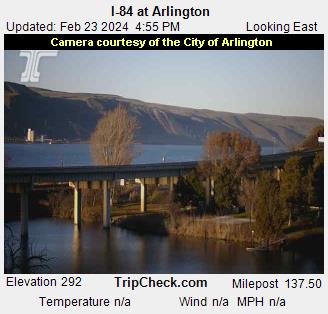 I-84 at Arlington
Updated: Feb 23 2024 4:55 PM Looking East
Camera courtesy of the City of Arlington
Elevation 292 TripCheck.com Milepost 137.50
Temperature n/a Wind n/a MPH n/a